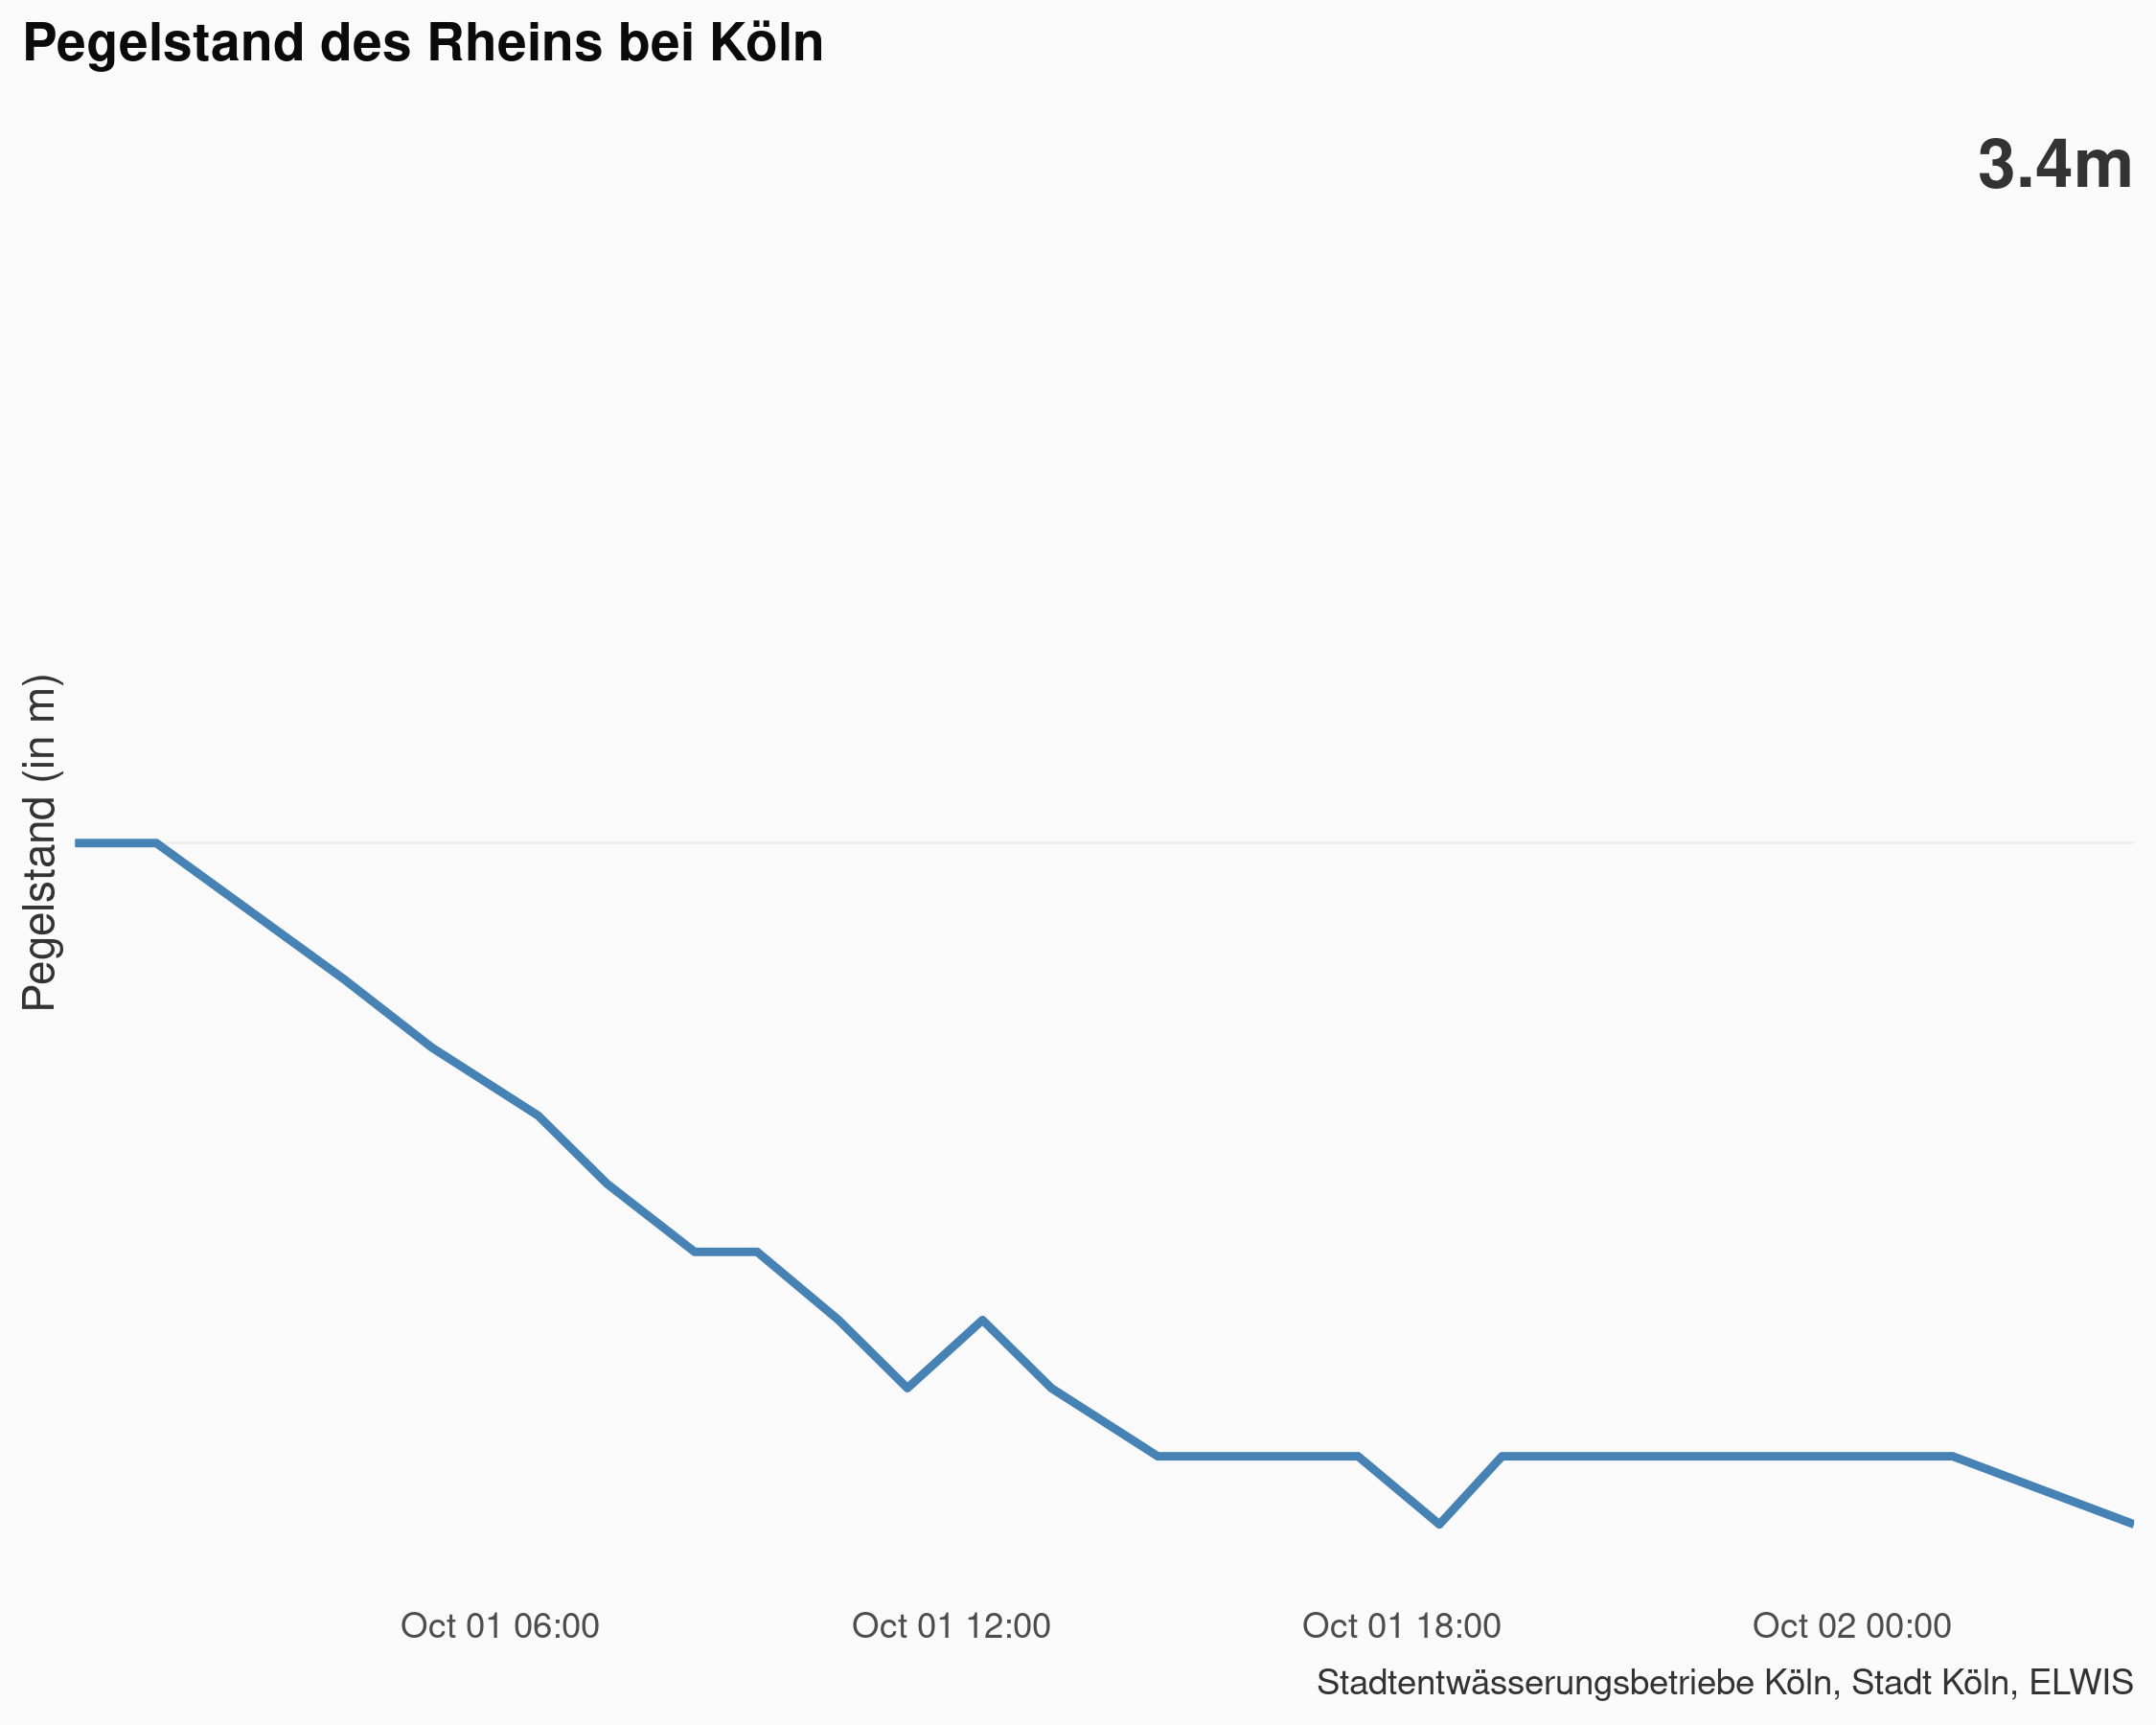 Pegelstand des Rheins bei Köln
3.4m
Pegelstand (in m)
Oct 01 06:00
Oct 01 12:00
Oct 01 18:00
Oct 02 00:00
Stadtentwässerungsbetriebe Köln, Stadt Köln, ELWIS